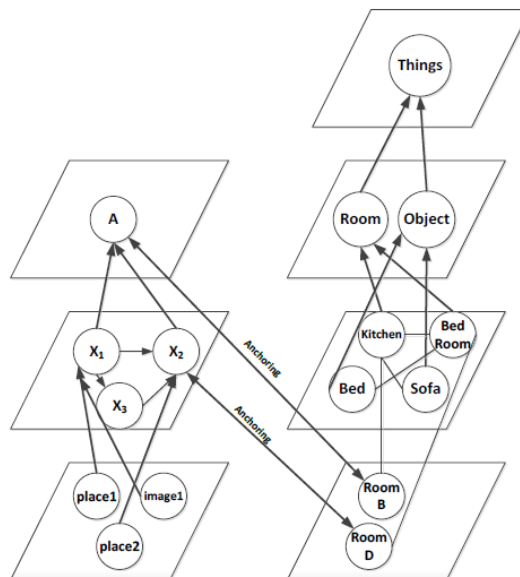 Things
A
Room
Object
X1
X2
X3
Kitchen
Bed
Room
Bed
Sofa
Anchoring
Anchoring
place1
image1
place2
Room
B
Room
D